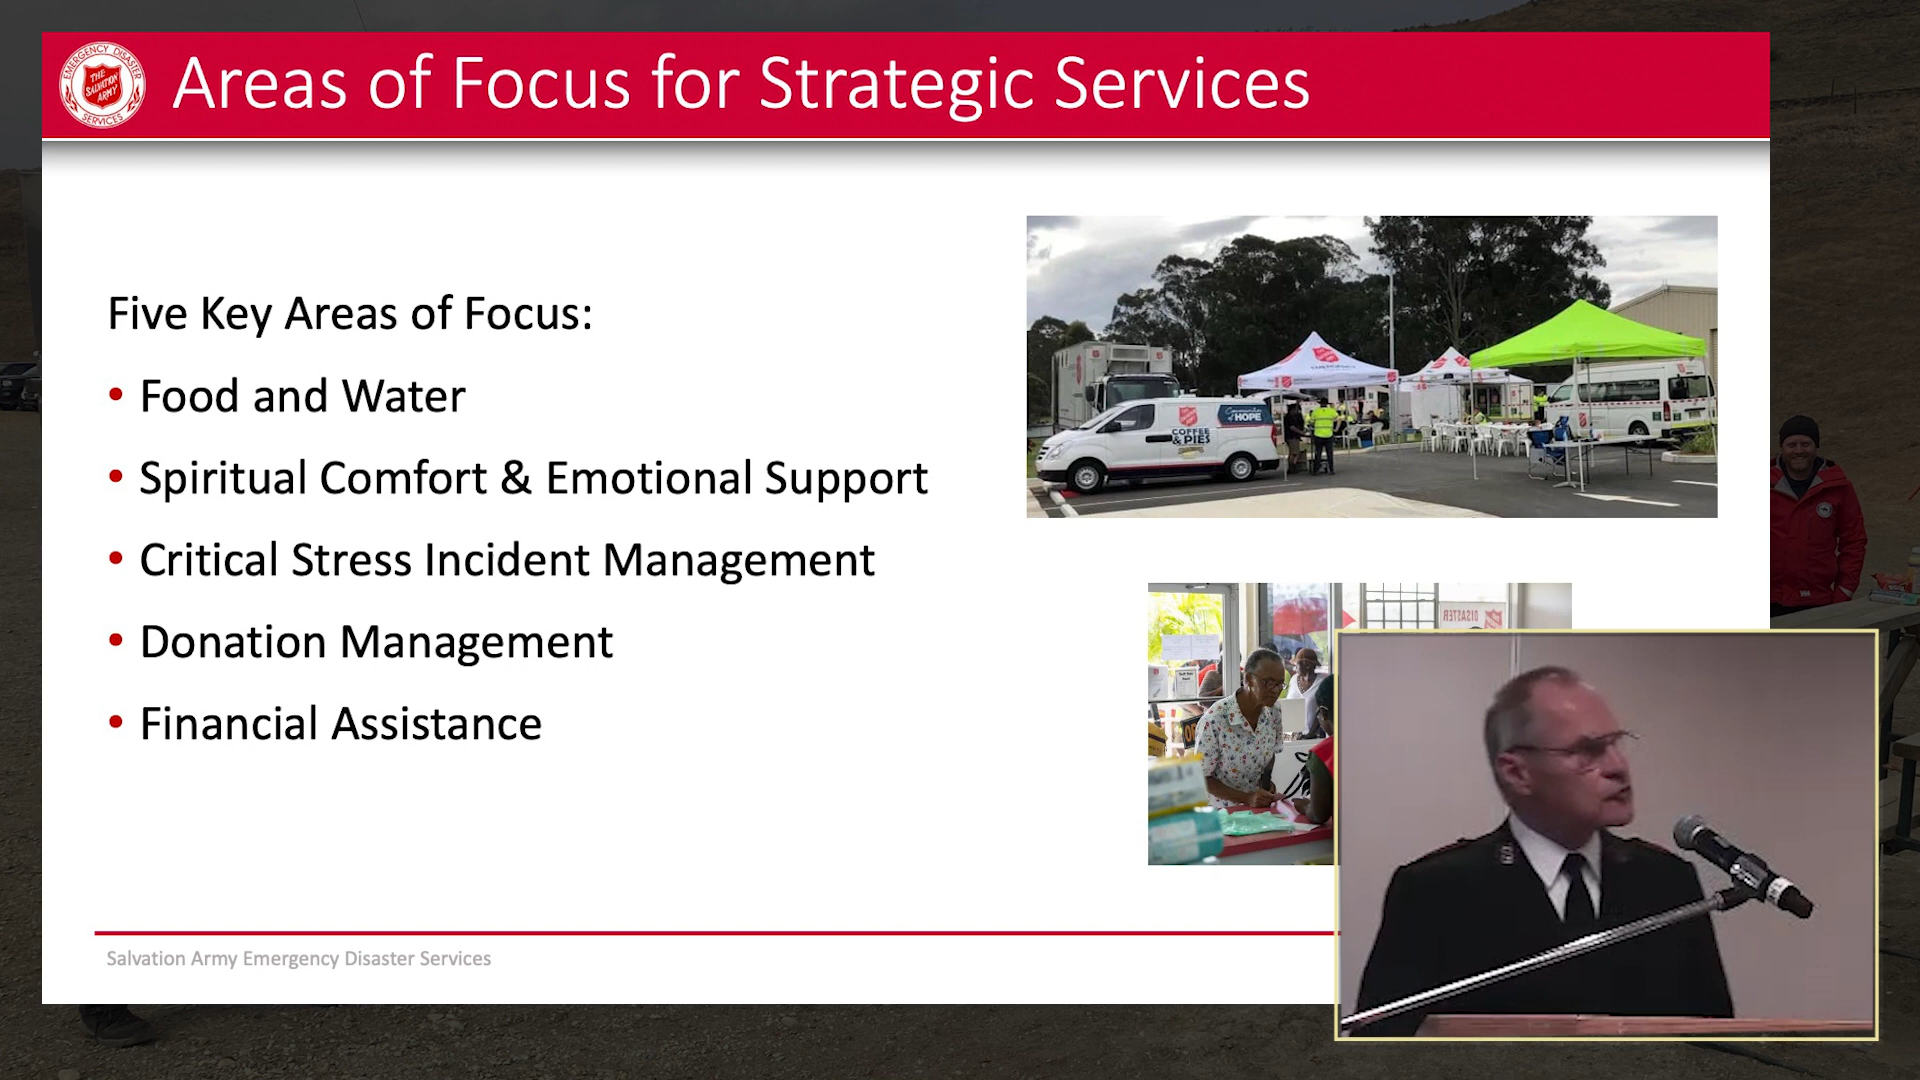 EMERGENCY DISASTER
THE
SALVATION
ARMY
SERVICES
Areas of Focus for Strategic Services
Five Key Areas of Focus:
• Food and Water
• Spiritual Comfort & Emotional Support
• Critical Stress Incident Management
• Donation Management
• Financial Assistance
COFFEE
& PIES
of HOPE
DISASTER
Salvation Army Emergency Disaster Services